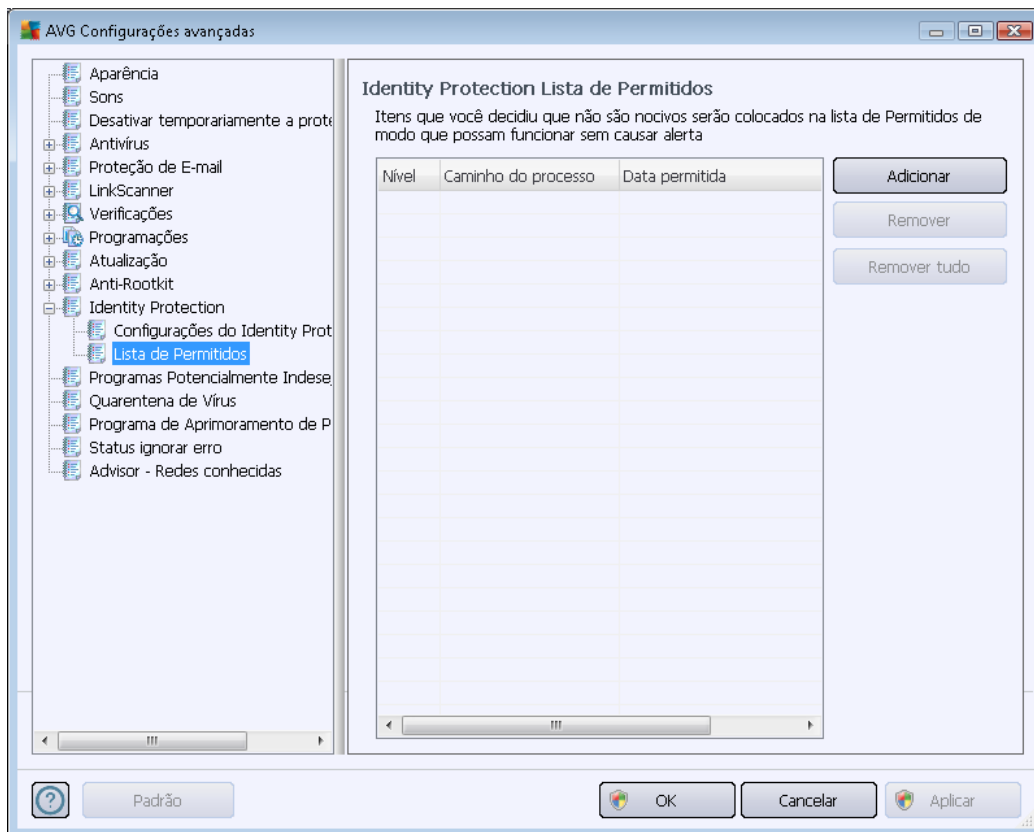 AVG Configurações avançadas
Aparência
Sons
Desativar temporariamente a prote
Antivírus
Proteção de E-mail
LinkScanner
Verificações
Programações
Atualização
Anti-Rootkit
Identity Protection
Configurações do Identity Prot
Lista de Permitidos
Programas Potencialmente Indese
Quarentena de Vírus
Programa de Aprimoramento de P
Status ignorar erro
Advisor - Redes conhecidas
Identity Protection Lista de Permitidos
Itens que você decidiu que não são nocivos serão colocados na lista de Permitidos de
modo que possam funcionar sem causar alerta
Nível Caminho do processo Data permitida
Adicionar
Remover
Remover tudo
Padrão
OK
Cancelar
Aplicar